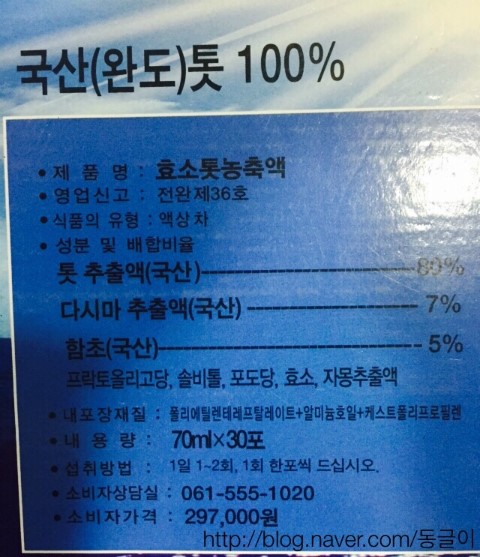 국산(완도)톳 100%
• 제 품 명 : 효소톳농축액
• 영업신고 : 전완제36호
• 식품의 유형 : 액상차
• 성분 및 배합비율
톳 추출액(국산)----------80%
다시마 추출액(국산)----------7%
함초(국산)----------5%
프락토올리고당, 솔비톨, 포도당, 효소, 자몽추출액
• 내포장재질 : 폴리에틸렌테레프탈레이트+알미늄호일+케스트폴리프로필렌
• 내 용 량 : 70ml×30포
• 섭취방법 : 1일 1~2회, 1회 한포씩 드십시오.
• 소비자상담실 : 061-555-1020
• 소비자가격 : 297,000원
http://blog.naver.com/동글이